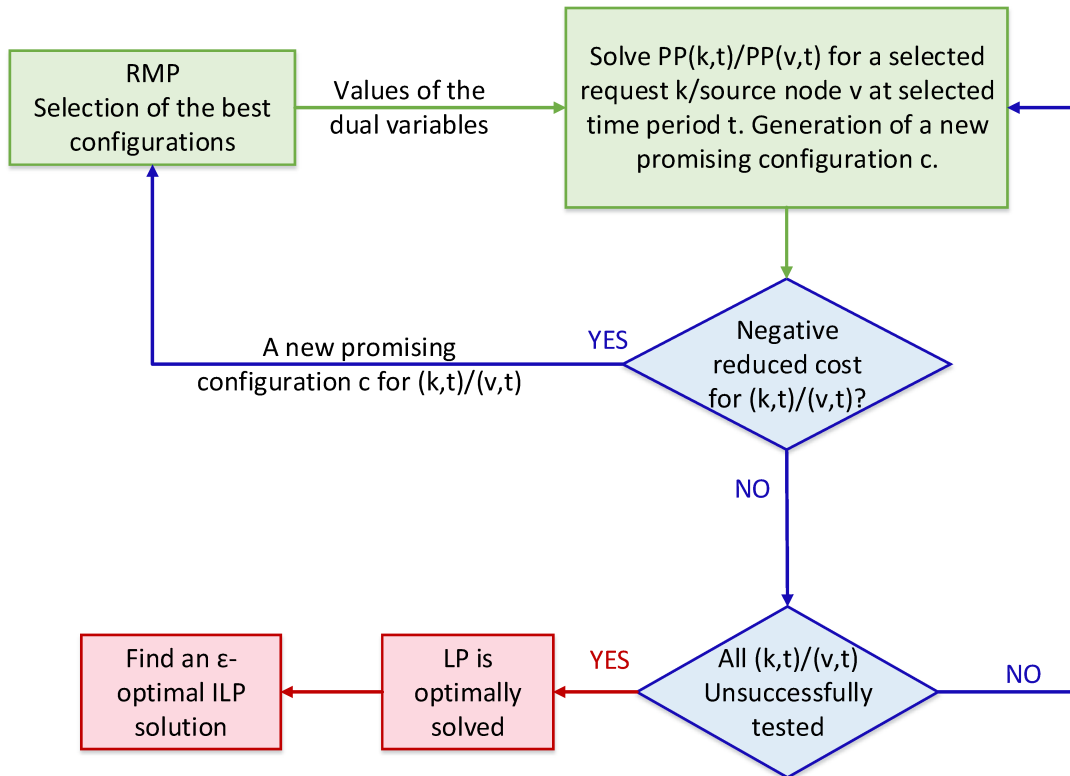 RMP
Selection of the best
configurations
Values of the
dual variables
Solve PP(k,t)/PP(v,t) for a selected
request k/source node v at selected
time period t. Generation of a new
promising configuration c.
Negative
reduced cost
for (k,t)/(v,t)?
YES
A new promising
configuration c for (k,t)/(v,t)
NO
All (k,t)/(v,t)
Unsuccessfully
tested
NO
YES
LP is
optimally
solved
Find an ε-
optimal ILP
solution